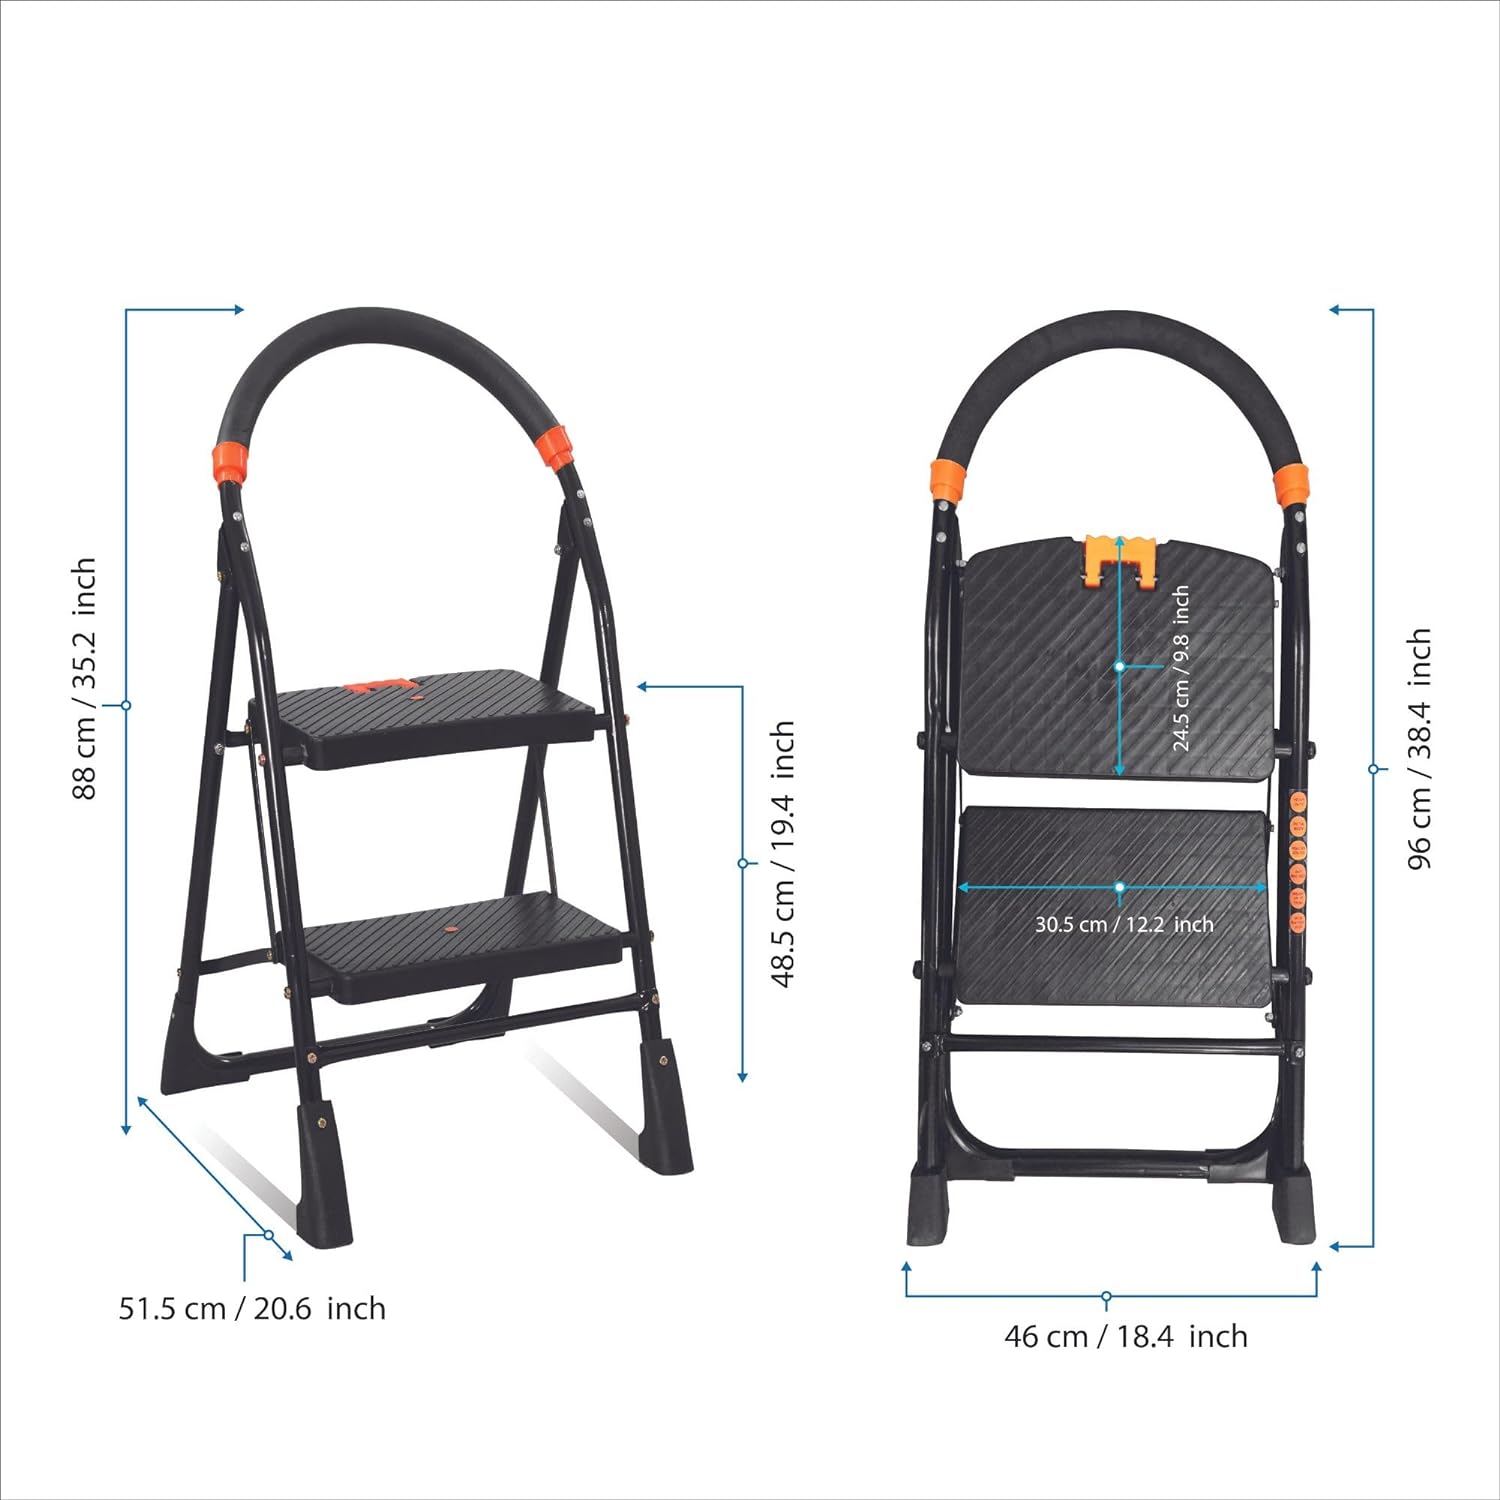 88 cm / 35.2 inch
48.5 cm / 19.4 inch
51.5 cm / 20.6 inch
24.5 cm / 9.8 inch
30.5 cm / 12.2 inch
96 cm / 38.4 inch
46 cm / 18.4 inch